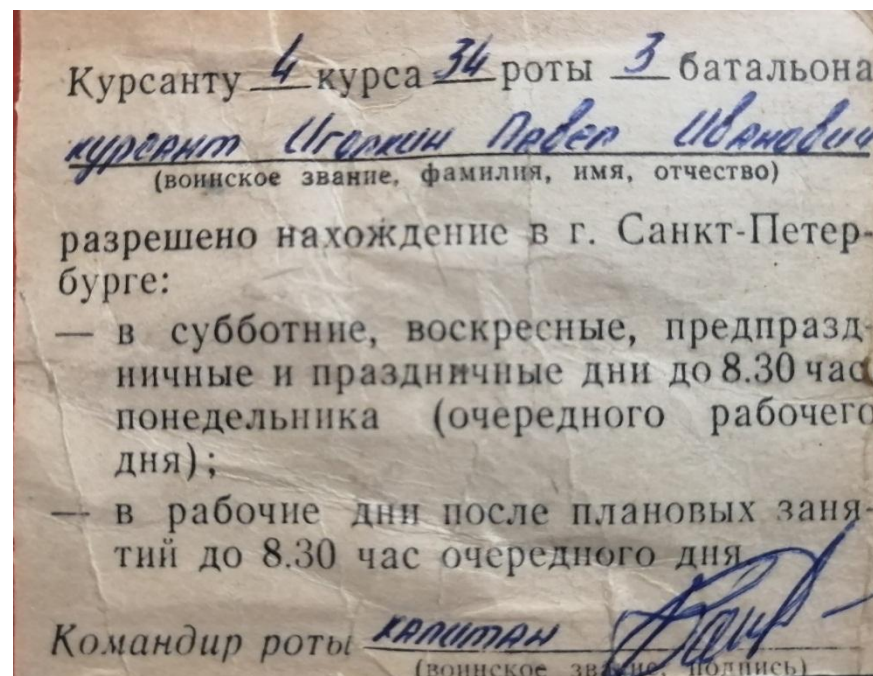 Курсанту 4 курса 34 роты 3 батальона
курсант Иголкин Павел Иванович
(воинское звание, фамилия, имя, отчество)
разрешено нахождение в г. Санкт-Петер-
бурге:
— в субботние, воскресные, предпразд-
ничные и праздничные дни до 8.30 час
понедельника (очередного рабочего
дня);
— в рабочие дни после плановых заня-
тий до 8.30 час очередного дня
Командир роты капитан
(воинское звание, подпись)